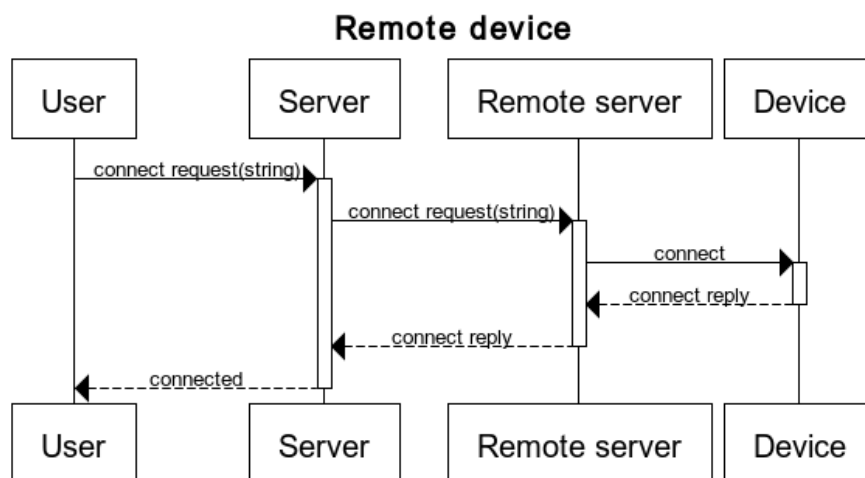 Remote device
User
Server
Remote server
Device
connect request(string)
connect request(string)
connect
connect reply
connect reply
connected
User
Server
Remote server
Device